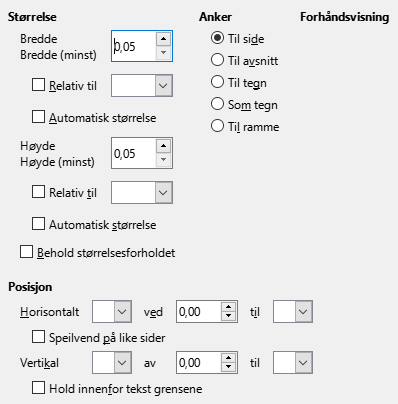 Størrelse Anker Forhåndsvisning
Bredde
Bredde (minst) 0,05 Til side
Til avsnitt
Relativ til Til tegn
Som tegn
Automatisk størrelse Til ramme
Høyde
Høyde (minst) 0,05
Relativ til
Automatisk størrelse
Behold størrelsesforholdet
Posisjon
Horisontalt ved 0,00 til
Speilvend på like sider
Vertikal av 0,00 til
Hold innenfor tekst grensene